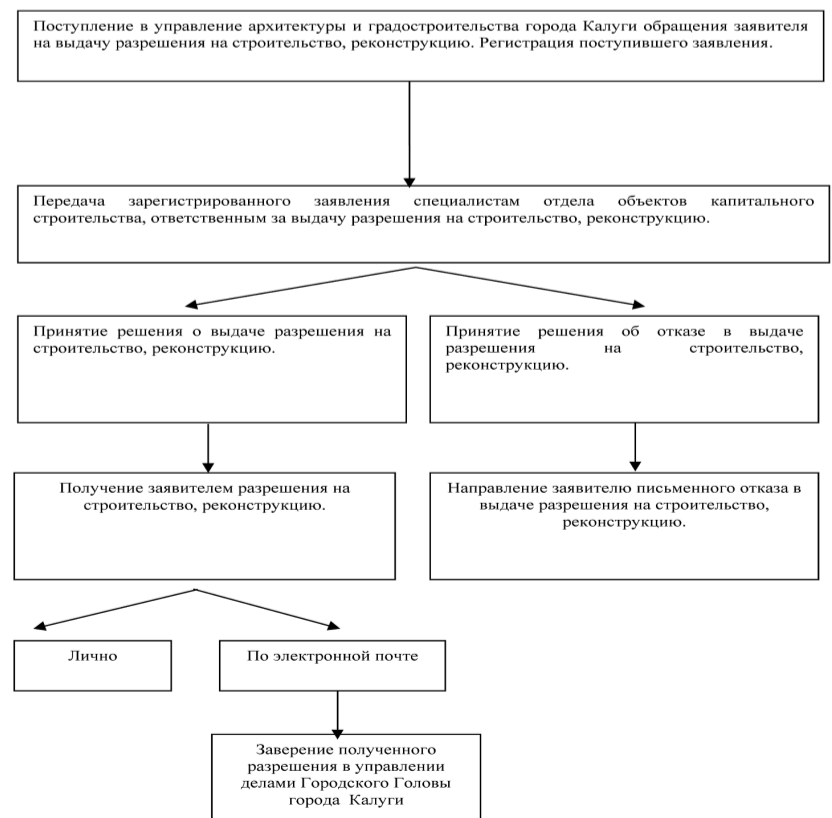 Поступление в управление архитектуры и градостроительства города Калуги обращения заявителя
на выдачу разрешения на строительство, реконструкцию. Регистрация поступившего заявления.
Передача зарегистрированного заявления специалистам отдела объектов капитального
строительства, ответственным за выдачу разрешения на строительство, реконструкцию.
Принятие решения о выдаче разрешения на
строительство, реконструкцию.
Принятие решения об отказе в выдаче
разрешения на строительство,
реконструкцию.
Получение заявителем разрешения на
строительство, реконструкцию.
Направление заявителю письменного отказа в
выдаче разрешения на строительство,
реконструкцию.
Лично
По электронной почте
Заверение полученного
разрешения в управлении
делами Городского Головы
города Калуги